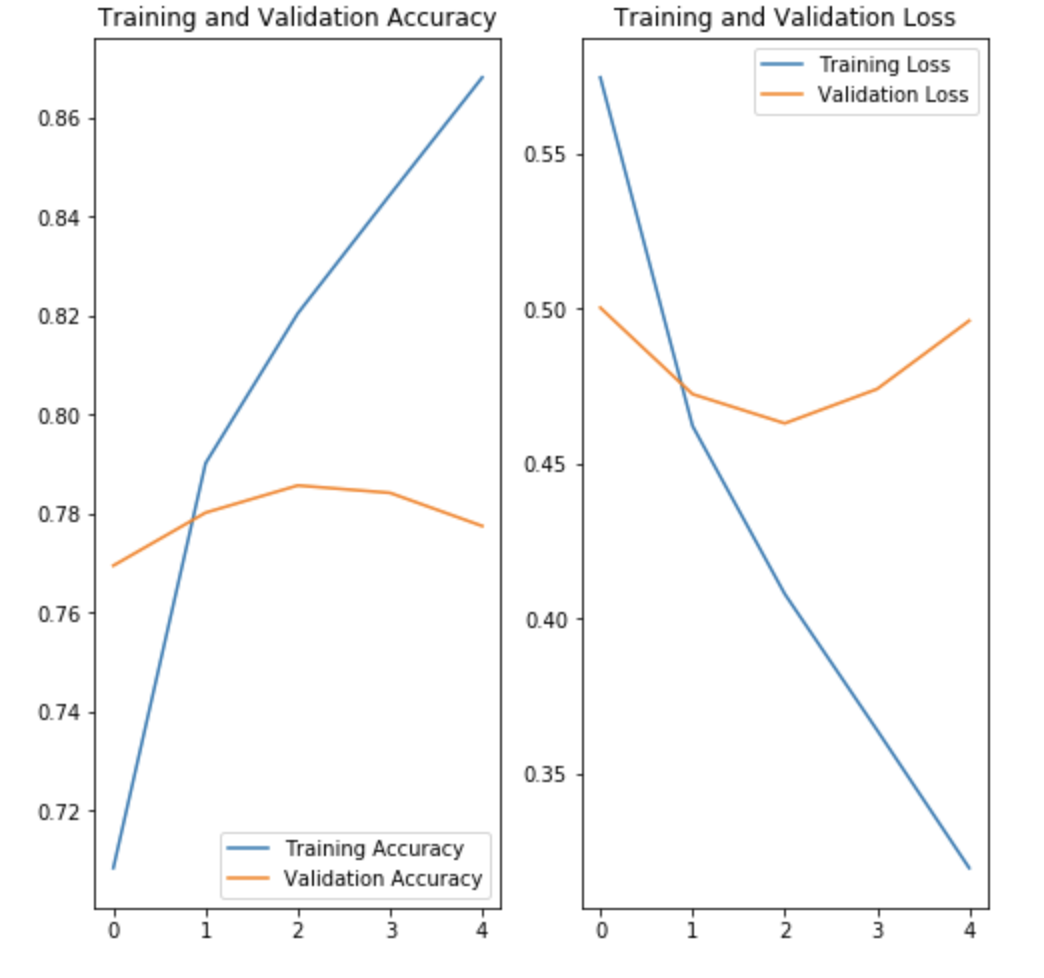 Training and Validation Accuracy
0.86
0.84
0.82
0.80
0.78
0.76
0.74
0.72
Training Accuracy
Validation Accuracy
0 1 2 3 4
Training and Validation Loss
Training Loss
Validation Loss
0.55
0.50
0.45
0.40
0.35
0 1 2 3 4